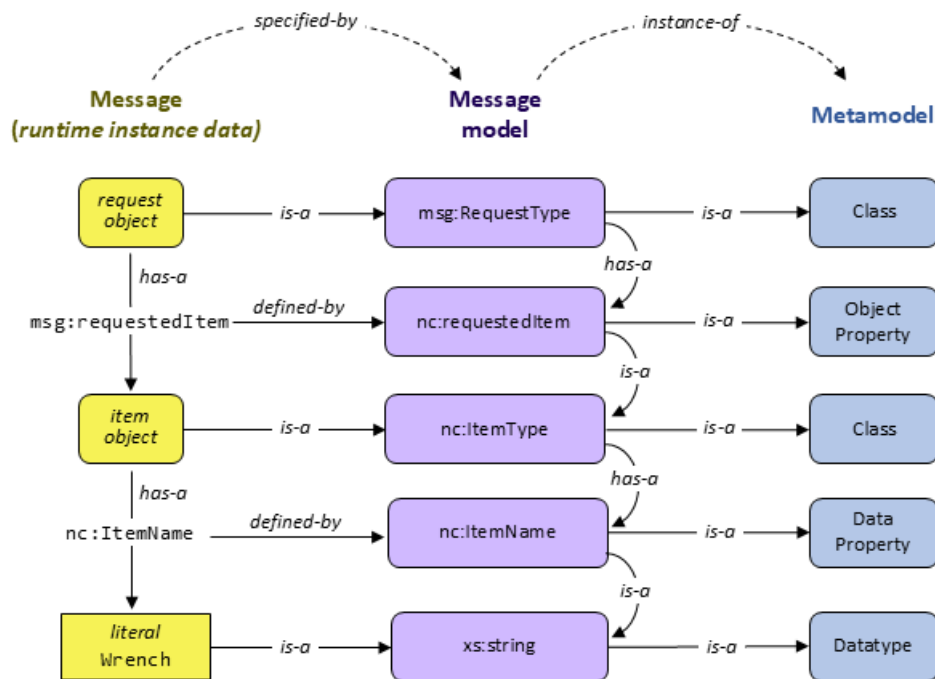 specified-by
instance-of
Message
(runtime instance data)
Message
model
Metamodel
request
object
is-a
msg:RequestType
is-a
Class
has-a
has-a
msg:requestedItem
defined-by
nc:requestedItem
is-a
Object
Property
is-a
item
object
is-a
nc:ItemType
is-a
Class
has-a
has-a
nc:ItemName
defined-by
nc:ItemName
is-a
Data
Property
is-a
literal
Wrench
is-a
xs:string
is-a
Datatype